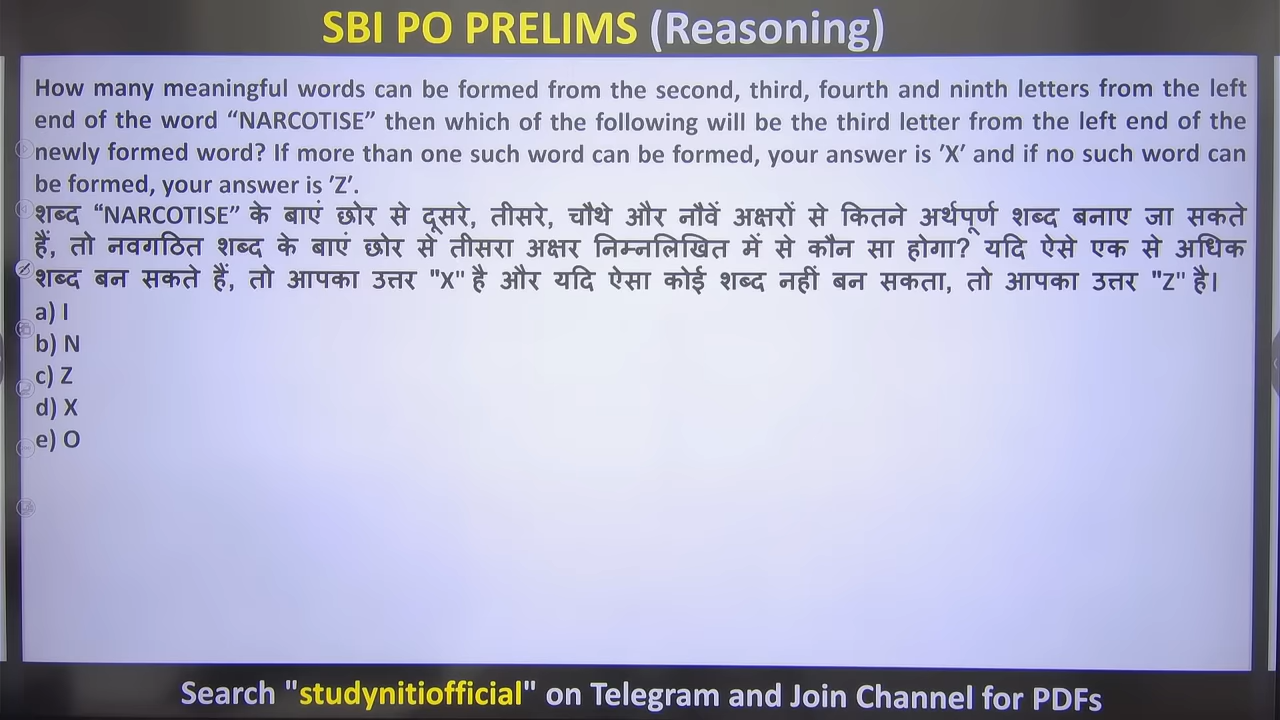 SBI PO PRELIMS (Reasoning)
How many meaningful words can be formed from the second, third, fourth and ninth letters from the left
end of the word “NARCOTISE” then which of the following will be the third letter from the left end of the
newly formed word? If more than one such word can be formed, your answer is ’X’ and if no such word can
be formed, your answer is ’Z’.
शब्द “NARCOTISE” के बाएं छोर से दूसरे, तीसरे, चौथे और नौवें अक्षरों से कितने अर्थपूर्ण शब्द बनाए जा सकते
हैं, तो नवगठित शब्द के बाएं छोर से तीसरा अक्षर निम्नलिखित में से कौन सा होगा? यदि ऐसे एक से अधिक
शब्द बन सकते हैं, तो आपका उत्तर "X" है और यदि ऐसा कोई शब्द नहीं बन सकता, तो आपका उत्तर "Z" है।
a) I
b) N
c) Z
d) X
e) O
Search "studynitiofficial" on Telegram and Join Channel for PDFs